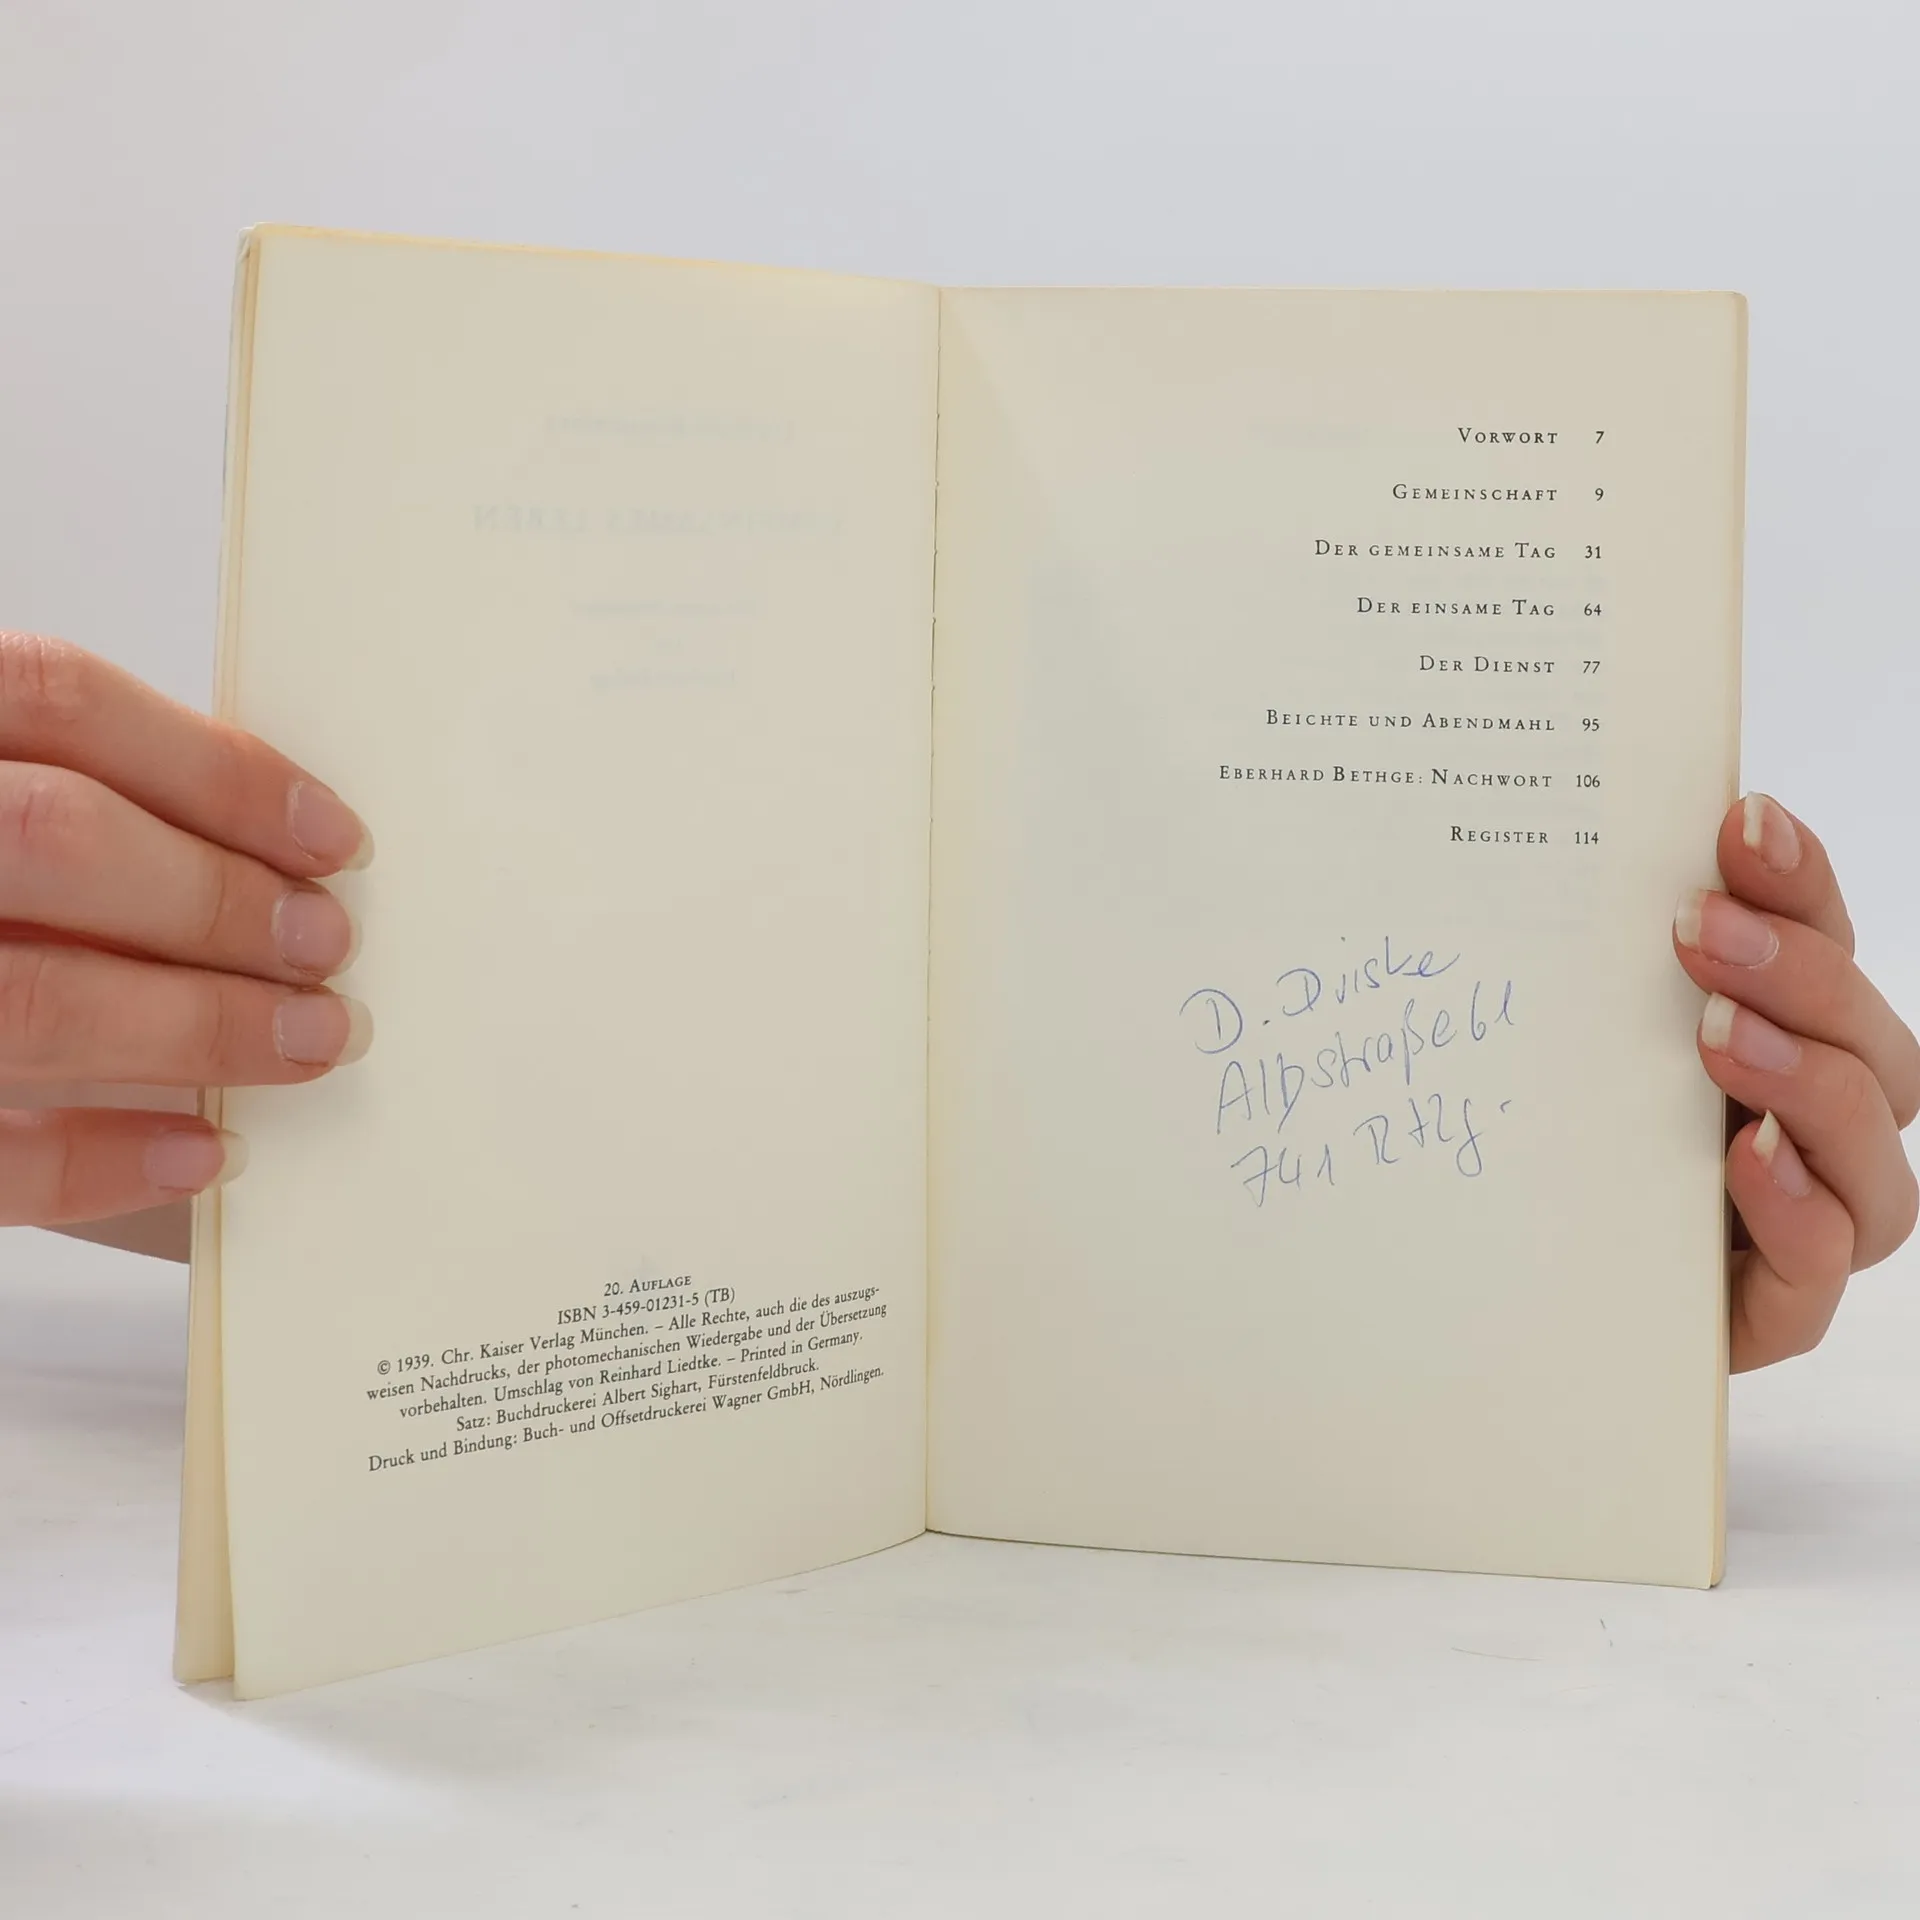 20. Auflage
ISBN 3-459-01231-5 (TB)
© 1939. Chr. Kaiser Verlag München. – Alle Rechte, auch die des auszugs-
weisen Nachdrucks, der photomechanischen Wiedergabe und der Übersetzung
vorbehalten. Umschlag von Reinhard Liedtke. – Printed in Germany.
Satz: Buchdruckerei Albert Sighart, Fürstenfeldbruck.
Druck und Bindung: Buch- und Offsetdruckerei Wagner GmbH, Nördlingen.
Vorwort 7
Gemeinschaft 9
Der gemeinsame Tag 31
Der einsame Tag 64
Der Dienst 77
Beichte und Abendmahl 95
Eberhard Bethge: Nachwort 106
Register 114
D. Driske
Albstraße 61
741 Rtlg.